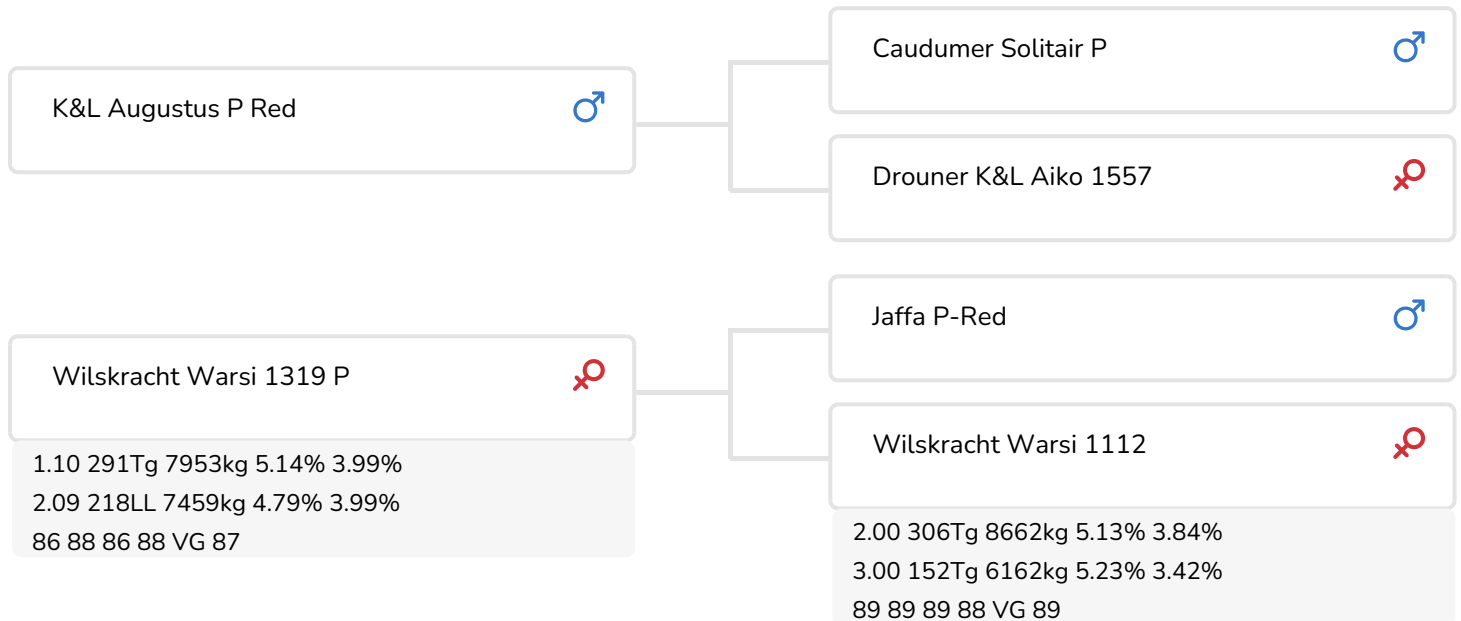 K&L Augustus P Red
Wilskracht Warsi 1319 P
1.10 291Tg 7953kg 5.14% 3.99%
2.09 218LL 7459kg 4.79% 3.99%
86 88 86 88 VG 87
Caudumer Solitair P
Drouner K&L Aiko 1557
Jaffa P-Red
Wilskracht Warsi 1112
2.00 306Tg 8662kg 5.13% 3.84%
3.00 152Tg 6162kg 5.23% 3.42%
89 89 89 88 VG 89